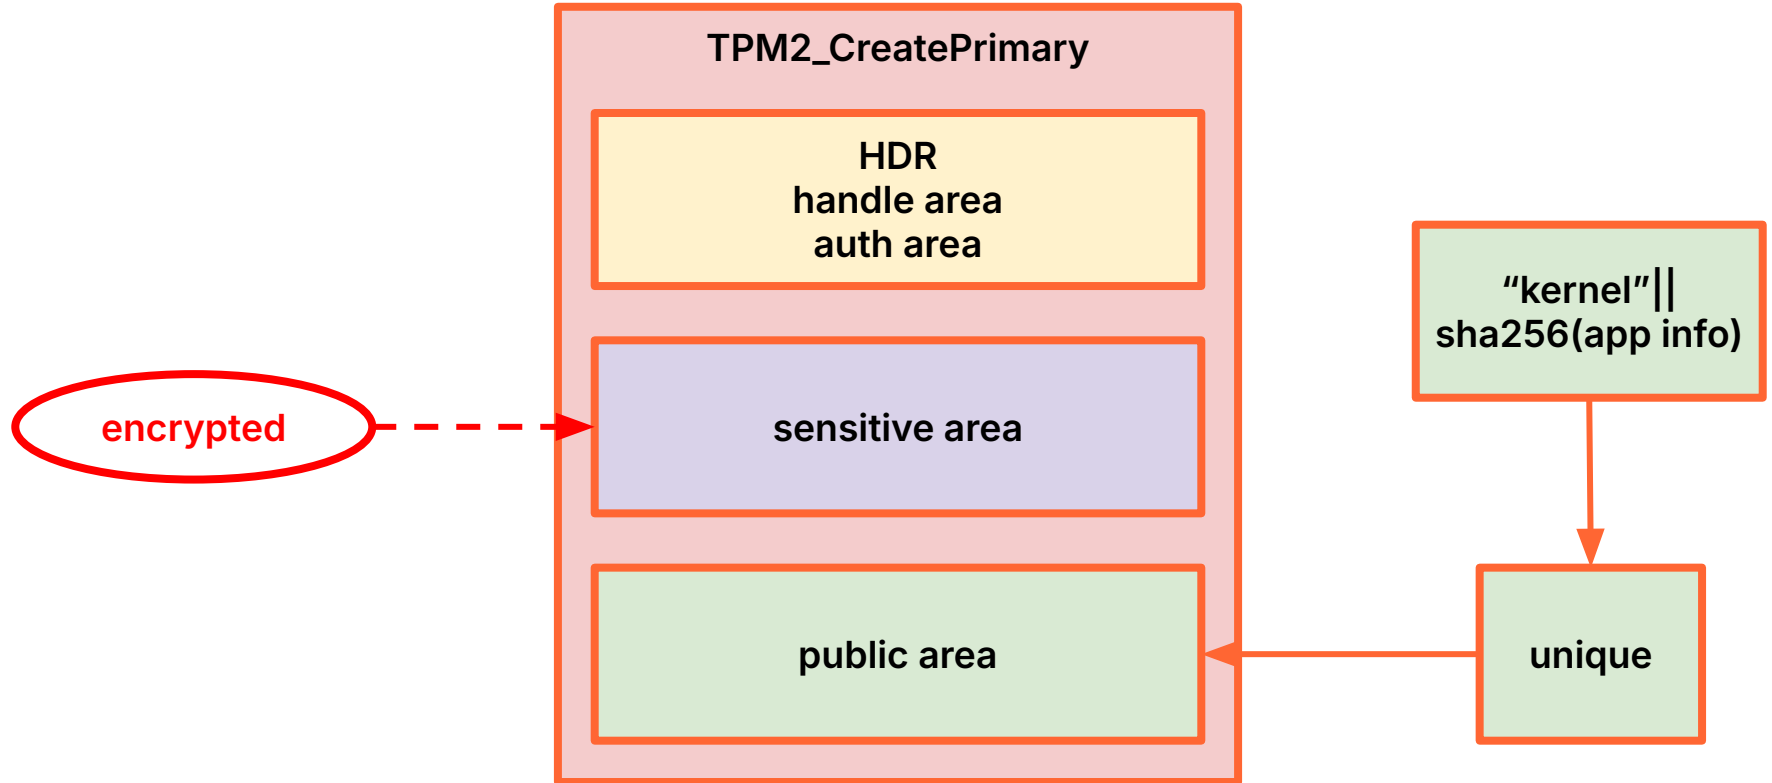 TPM2_CreatePrimary
HDR
handle area
auth area
“kernel”||
sha256(app info)
encrypted
sensitive area
public area
unique